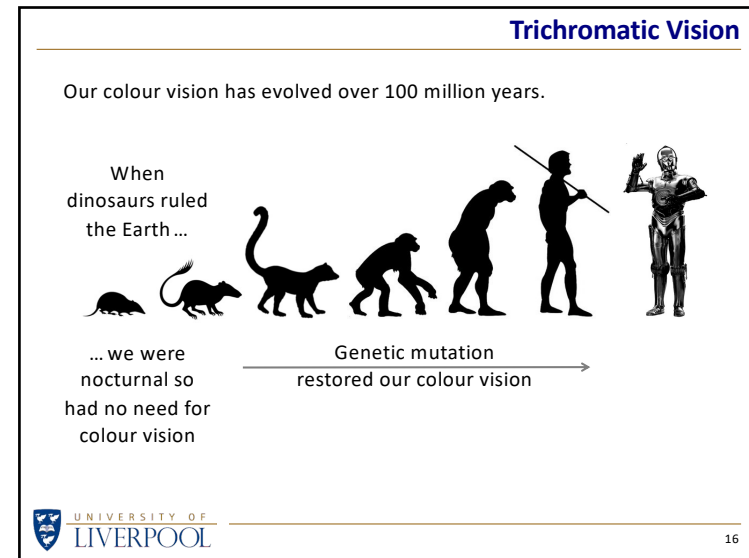 Trichromatic Vision
Our colour vision has evolved over 100 million years.
When
dinosaurs ruled
the Earth ...
... we were
nocturnal so
had no need for
colour vision
Genetic mutation
restored our colour vision
UNIVERSITY OF
LIVERPOOL
16